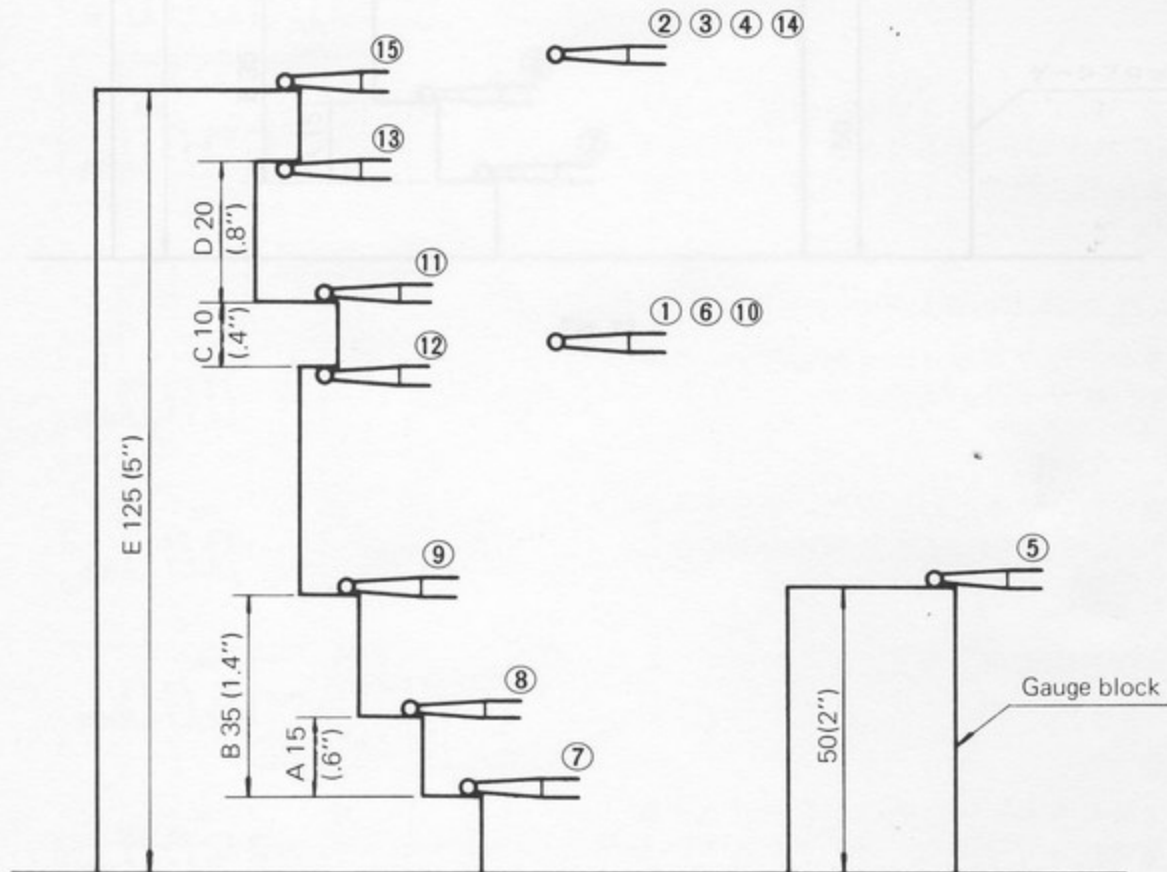 ② ③ ④ ⑭
⑮
⑬
D 20
(.8")
⑪
① ⑥ ⑩
C 10
(.4")
⑫
E 125 (5")
⑨
⑤
B 35 (1.4")
⑧
A 15
(.6")
⑦
50(2")
Gauge block